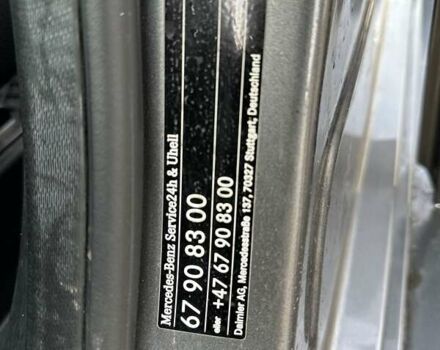 Mercedes-Benz Service24h & Uhell
67 90 83 00
eller +47 67 90 83 00
Daimler AG, Mercedesstraße 137, 70327 Stuttgart, Deutschland